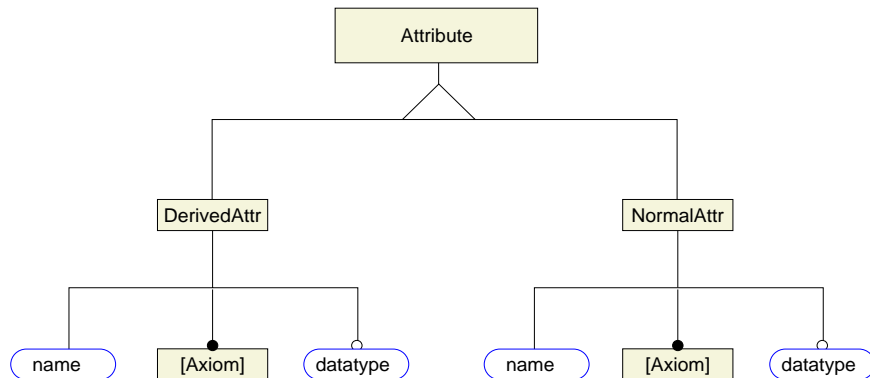 Attribute
DerivedAttr NormalAttr
name [Axiom] datatype name [Axiom] datatype